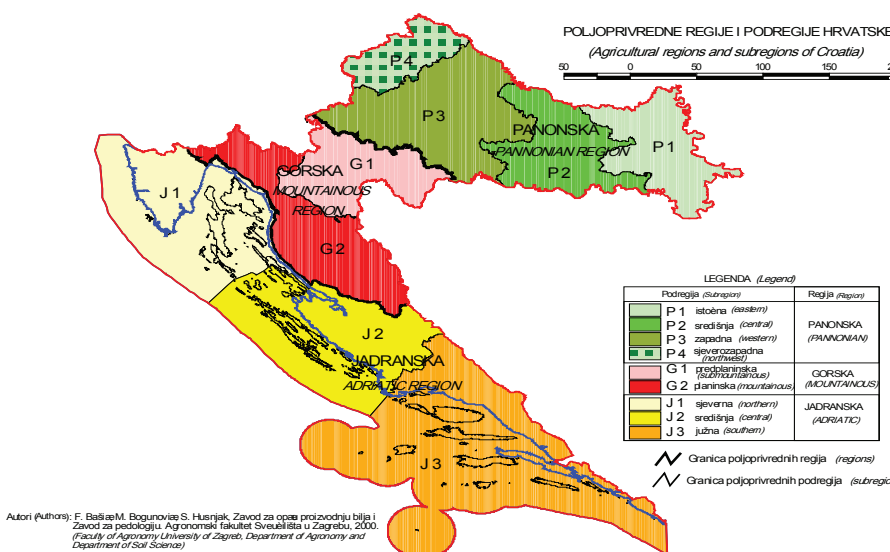 POLJOPRIVREDNE REGIJE I PODREGIJE HRVATSKE
(Agricultural regions and subregions of Croatia)
50 0 50 100 150
P4
P3
PANONSKA
PANNONIAN REGION
P1
P2
G1
GORSKA
MOUNTAINOUS
REGION
J1
G2
J2
JADRANSKA
ADRIATIC REGION
J3
LEGENDA (Legend)
Podregija (Subregion) Regija (Region)
P1 istoèna (eastern)
P2 središnja (central)
P3 zapadna (western)
P4 sjeverozapadna (northwest)
PANONSKA
(PANNONIAN)
G1 predplaninska (submountainous)
G2 planinska (mountainous)
GORSKA
(MOUNTAINOUS)
J1 sjeverna (northern)
J2 središnja (central)
J3 južna (southern)
JADRANSKA
(ADRIATIC)
Granica poljoprivrednih regija (regions)
Granica poljoprivrednih podregija
Autori (Authors): F. Bašiæ, M. Bogunoviæ, S. Husnjak, Zavod za proizvodnju bilja i
Zavod za pedologiju. Agronomski fakultet Sveuèilišta u Zagrebu, 2000.
(Faculty of Agronomy University of Zagreb, Department of Agronomy and
Department of Soil Science)